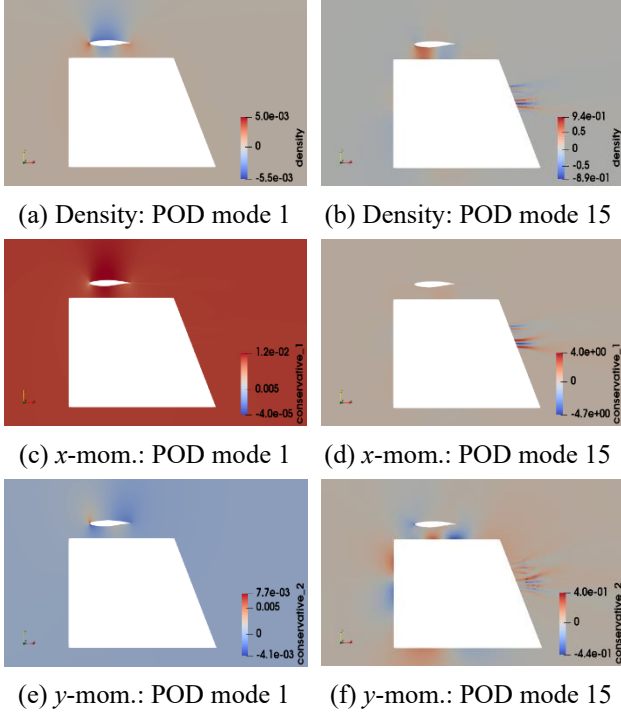 5.0e-03
0
-5.5e-03
density
9.4e-01
0.5
0
-0.5
-8.9e-01
density
(a) Density: POD mode 1
(b) Density: POD mode 15
1.2e-02
0.005
-4.0e-05
conservative_1
4.0e+00
0
-4.7e+00
conservative_1
(c) x-mom.: POD mode 1
(d) x-mom.: POD mode 15
7.7e-03
0.005
0
-4.1e-03
conservative_2
4.0e-01
0
-4.4e-01
conservative_2
(e) y-mom.: POD mode 1
(f) y-mom.: POD mode 15